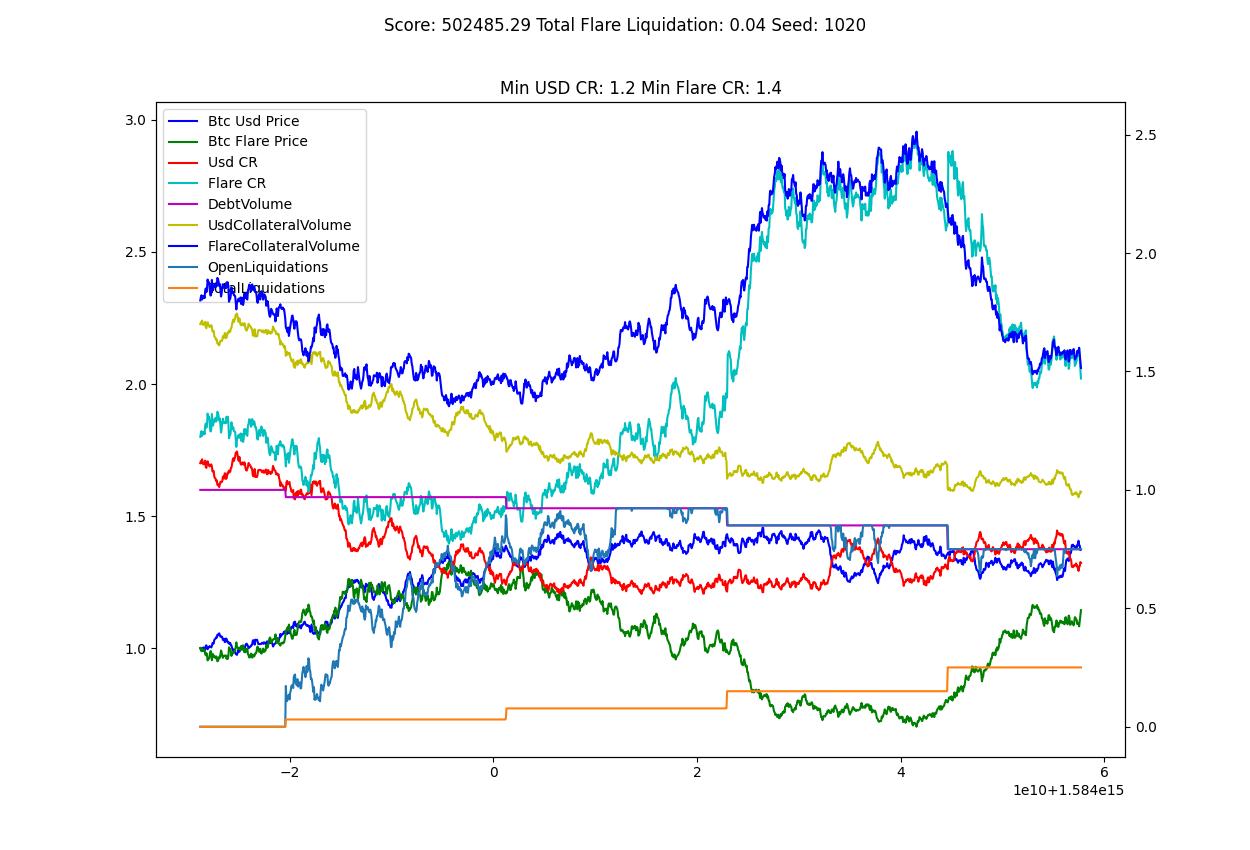 Score: 502485.29 Total Flare Liquidation: 0.04 Seed: 1020
Min USD CR: 1.2 Min Flare CR: 1.4
Btc Usd Price
Btc Flare Price
Usd CR
Flare CR
DebtVolume
UsdCollateralVolume
FlareCollateralVolume
OpenLiquidations
TotalLiquidations
3.0
2.5
2.0
1.5
1.0
2.5
2.0
1.5
1.0
0.5
0.0
−2
0
2
4
6
1e10+1.584e15